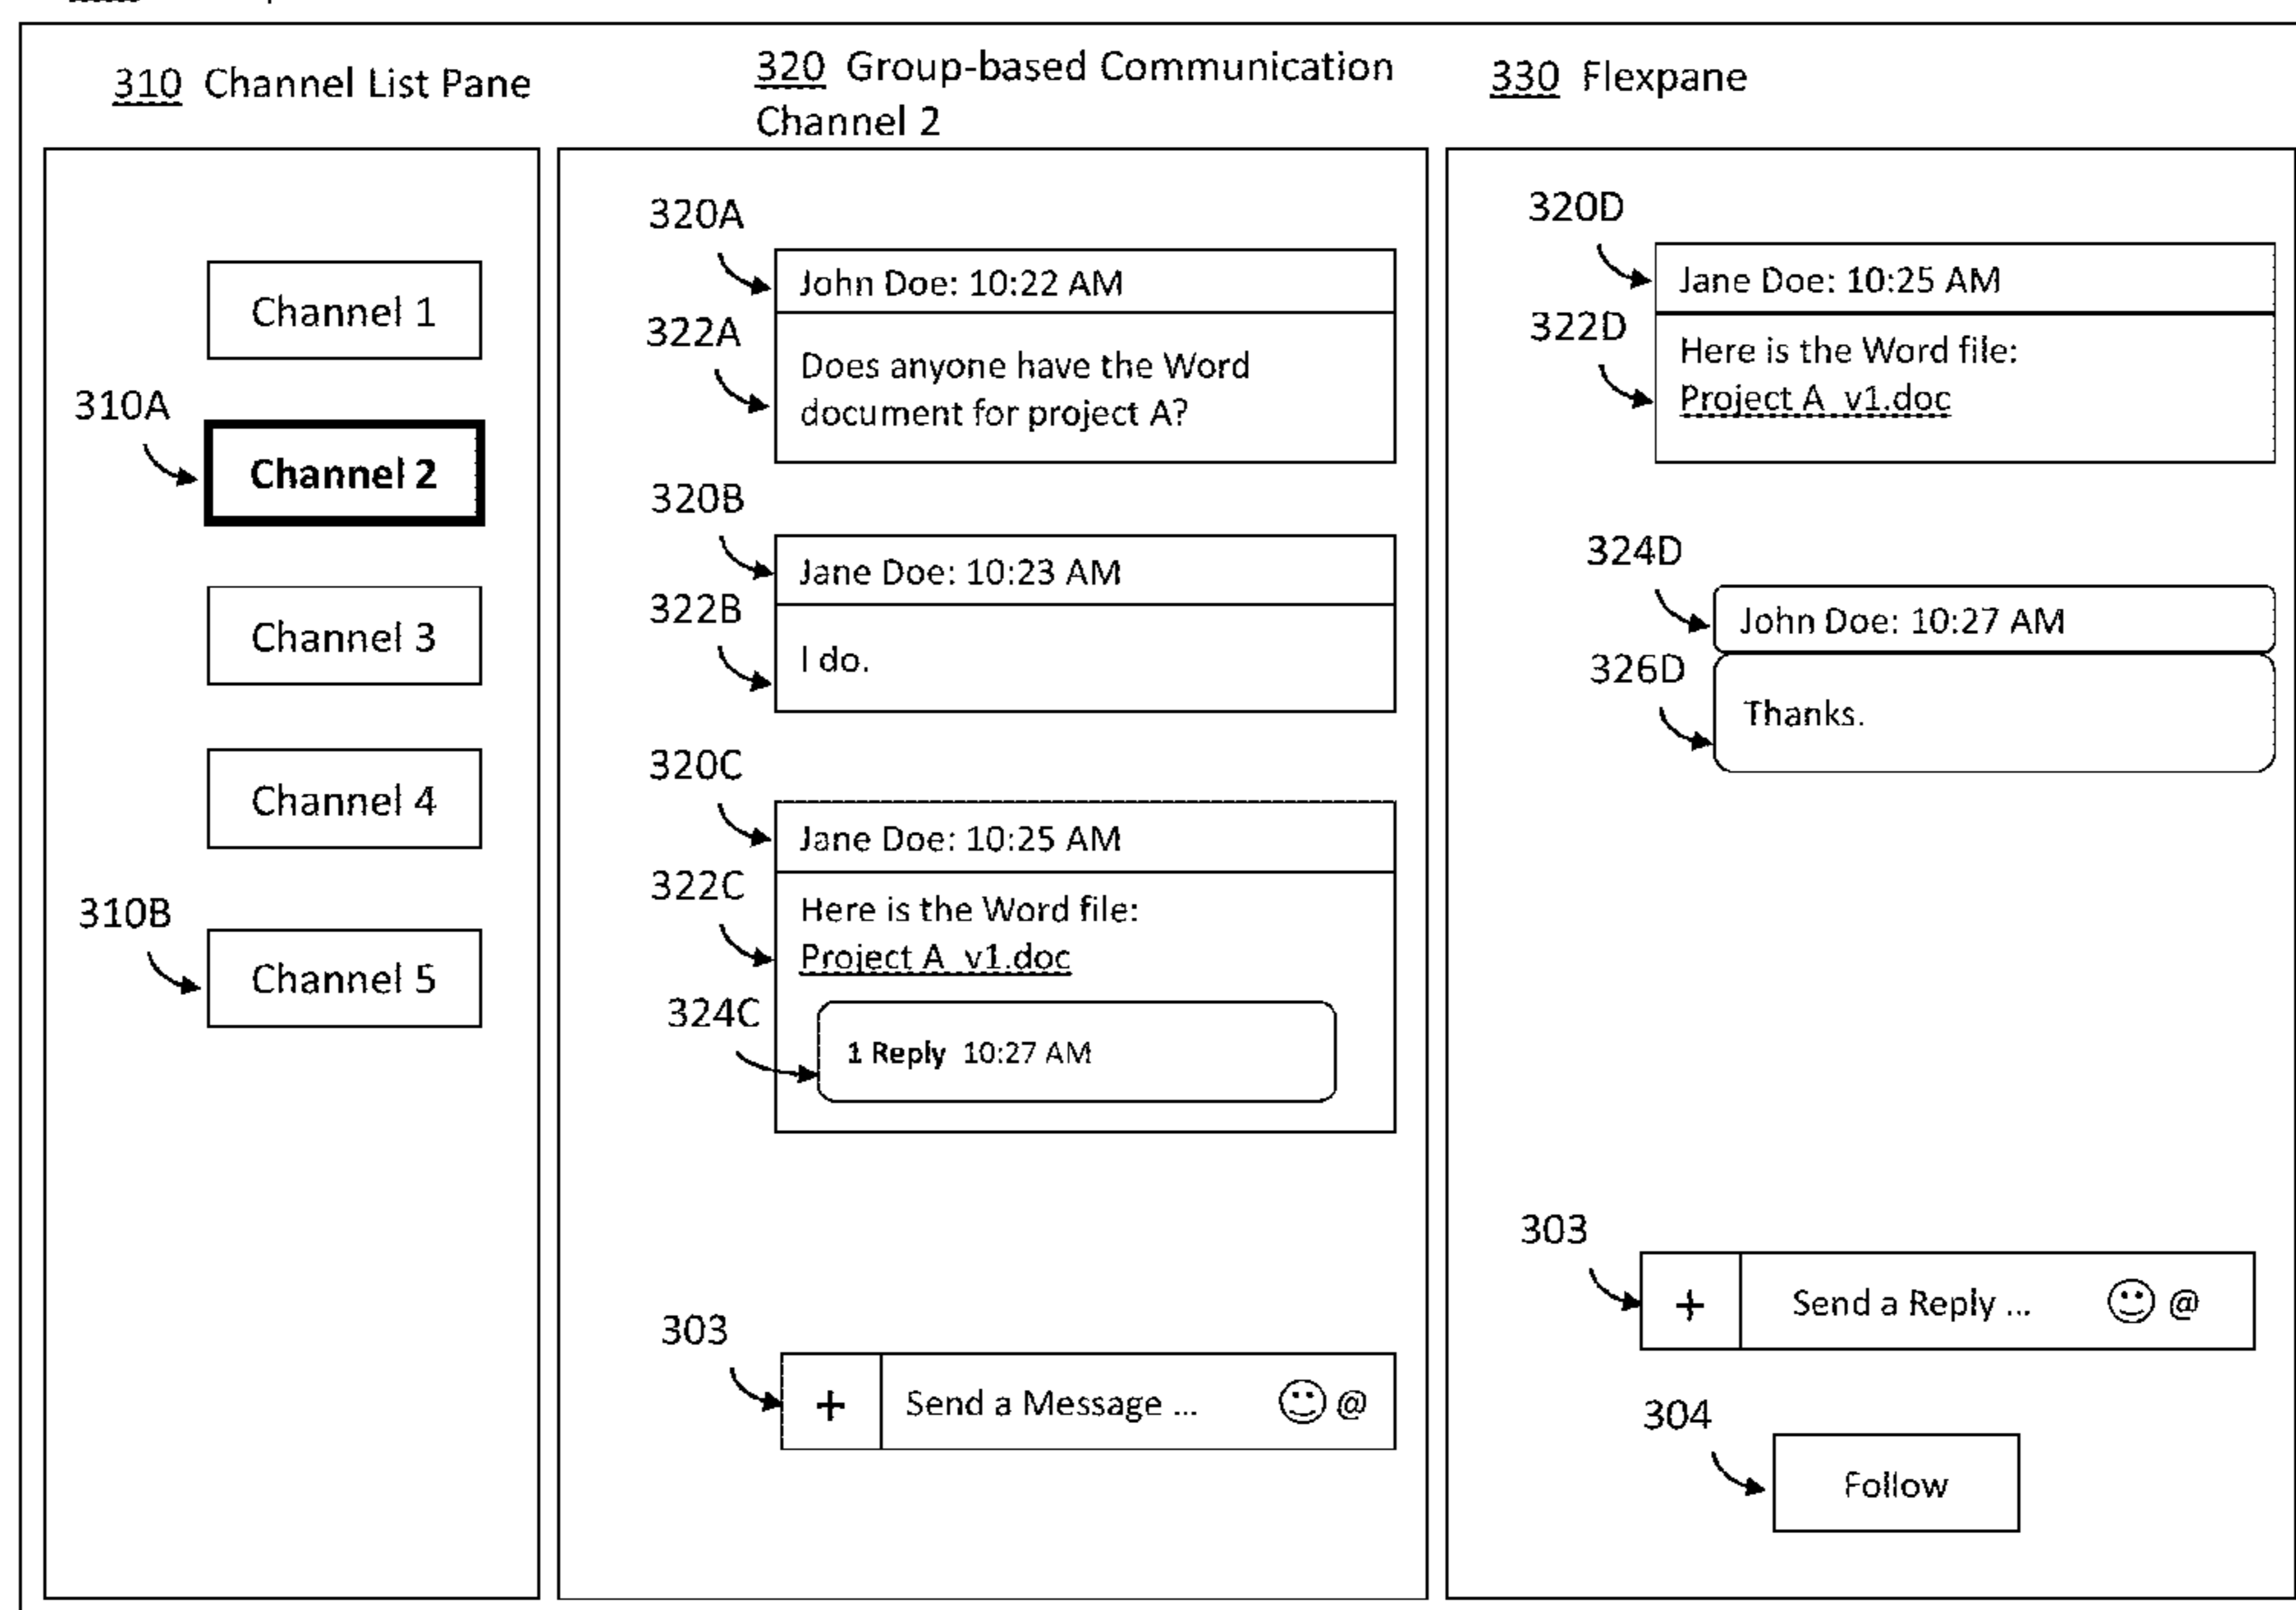 310 Channel List Pane
Channel 1
310A
Channel 2
Channel 3
Channel 4
310B
Channel 5
320 Group-based Communication
Channel 2
320A
John Doe: 10:22 AM
322A
Does anyone have the Word
document for project A?
320B
Jane Doe: 10:23 AM
322B
I do.
320C
Jane Doe: 10:25 AM
322C
Here is the Word file:
Project A_v1.doc
324C
1 Reply 10:27 AM
303
+ Send a Message ... @
330 Flexpane
320D
Jane Doe: 10:25 AM
322D
Here is the Word file:
Project A_v1.doc
324D
John Doe: 10:27 AM
326D
Thanks.
303
+ Send a Reply ... @
304
Follow